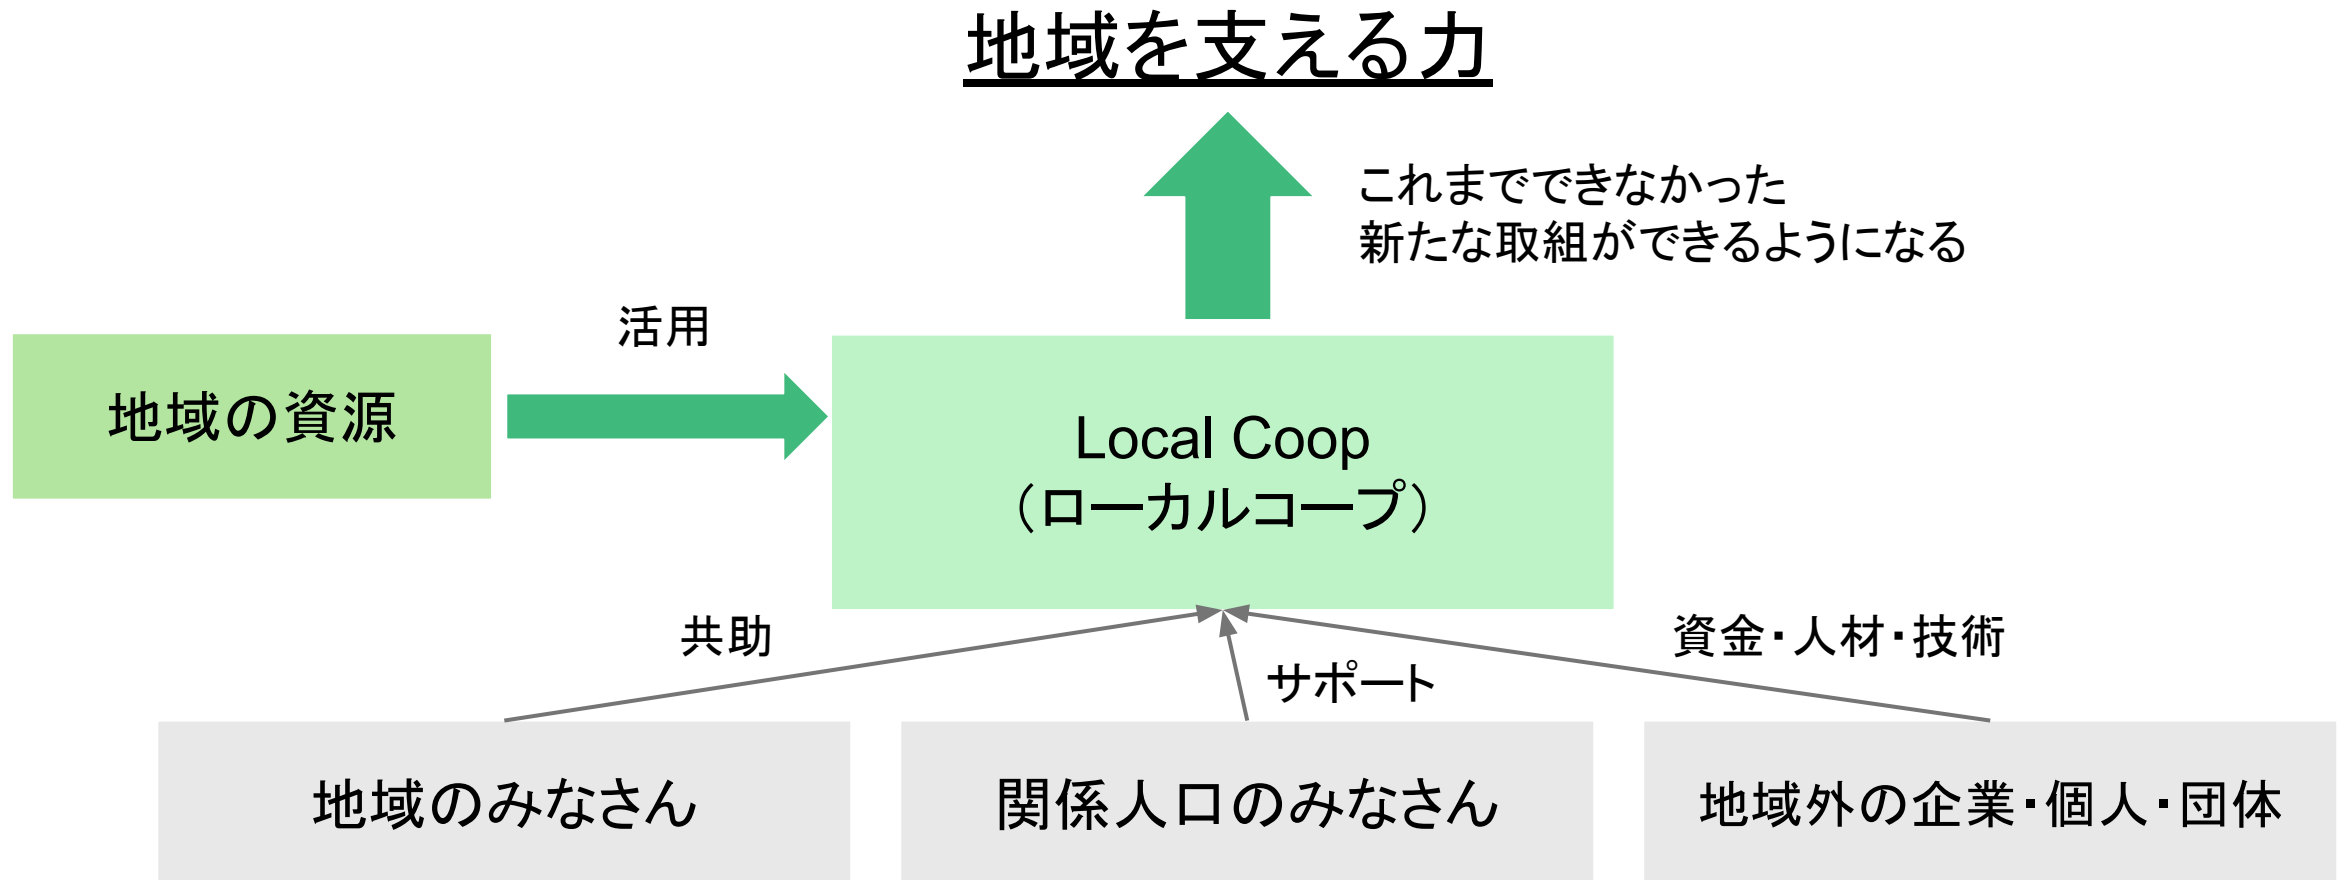 地域を支える力
これまでできなかった
新たな取組ができるようになる
活用
地域の資源
Local Coop
（ローカルコープ）
共助
サポート
資金・人材・技術
地域のみなさん
関係人口のみなさん
地域外の企業・個人・団体